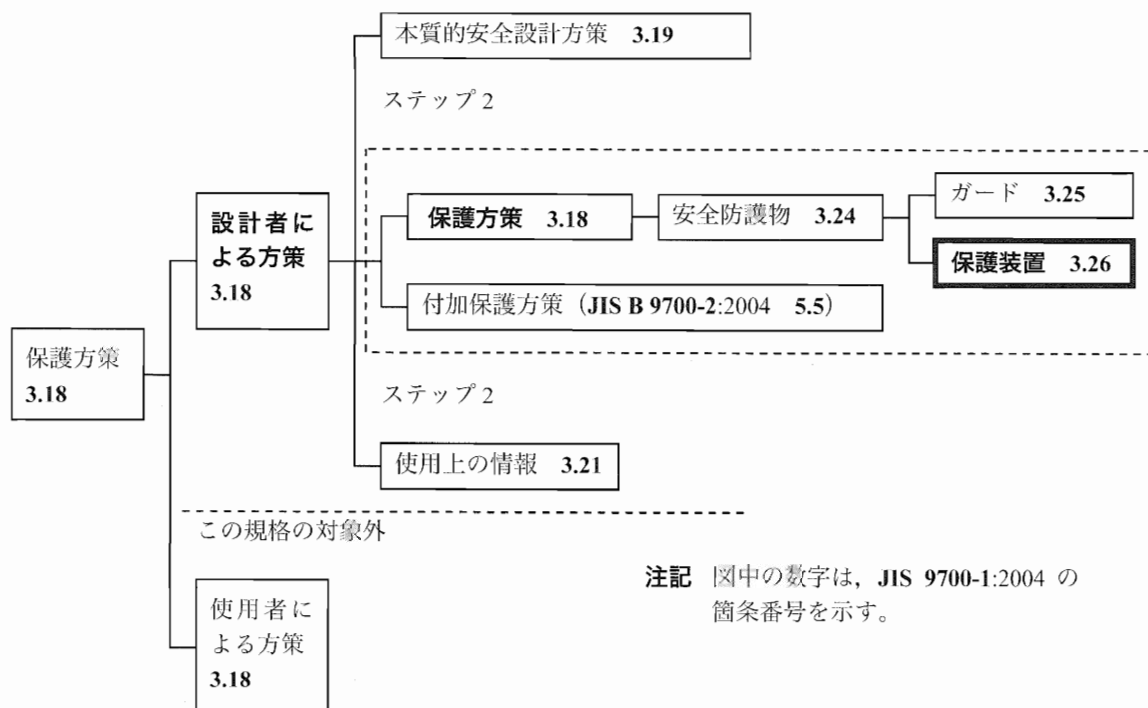 本質的安全設計方策 3.19
ステップ2
設計者に
よる方策
3.18
保護方策 3.18
安全防護物 3.24
ガード 3.25
保護装置 3.26
付加保護方策（JIS B 9700-2:2004 5.5）
保護方策
3.18
ステップ2
使用上の情報 3.21
この規格の対象外
使用者に
よる方策
3.18
注記 図中の数字は，JIS 9700-1:2004 の
箇条番号を示す。